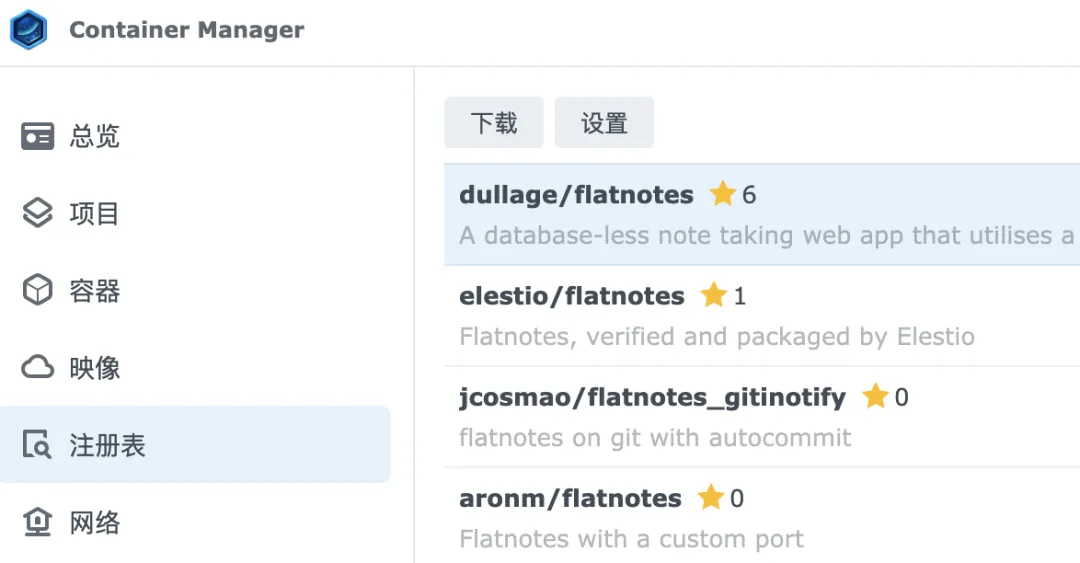 Container Manager
总览
项目
容器
映像
注册表
网络
下载 设置
dullage/flatnotes 6
A database-less note taking web app that utilises a
elestio/flatnotes 1
Flatnotes, verified and packaged by Elestio
jcosmao/flatnotes_gitinotify 0
flatnotes on git with autocommit
aronm/flatnotes 0
Flatnotes with a custom port